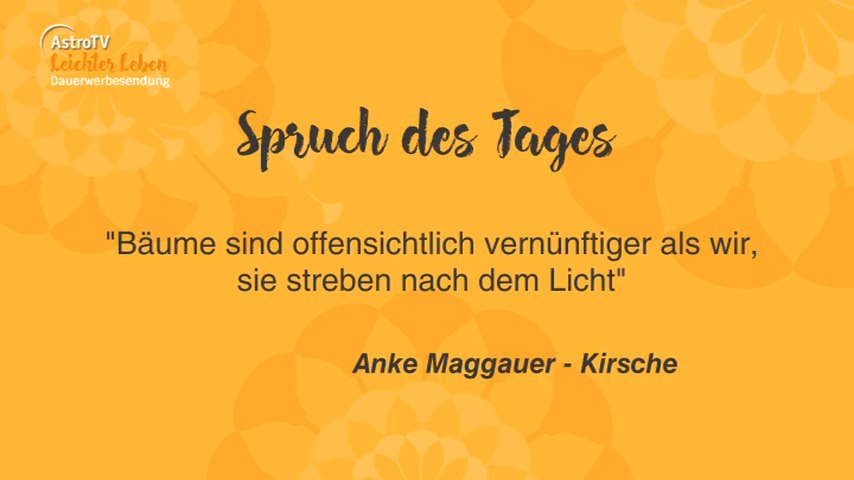 AstroTV
Leichter Leben
Dauerwerbesendung
Spruch des Tages
"Bäume sind offensichtlich vernünftiger als wir,
sie streben nach dem Licht"
Anke Maggauer - Kirsche